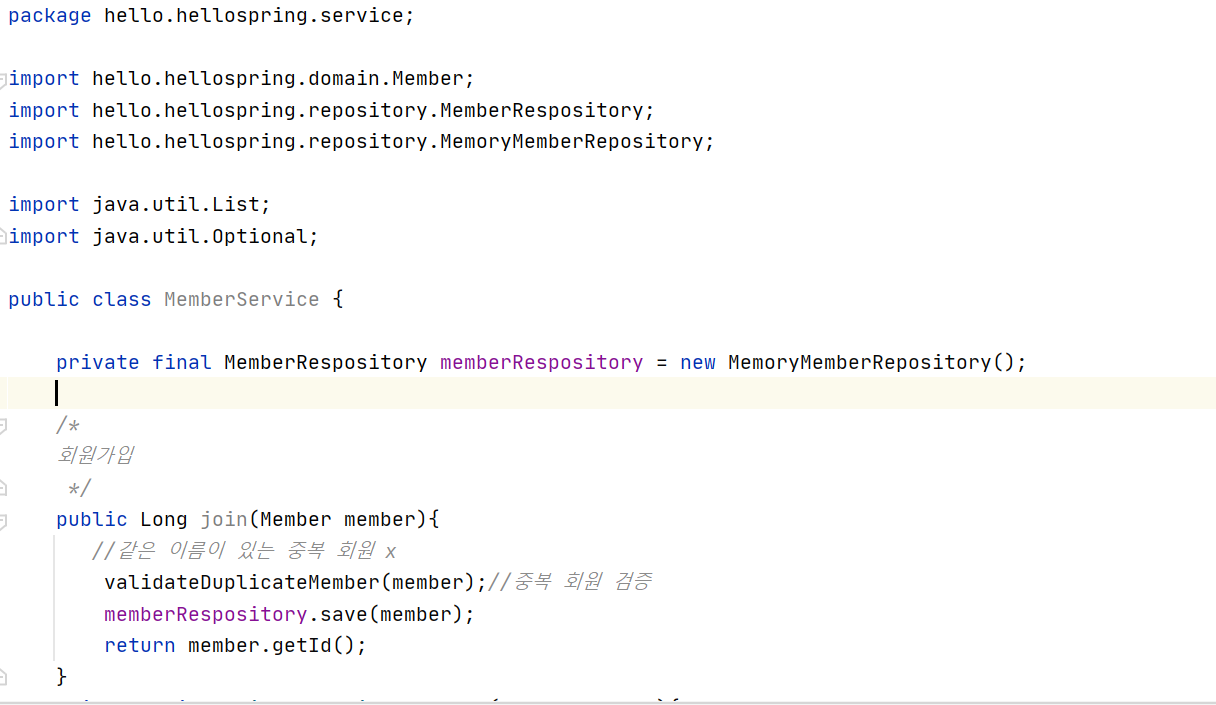 package hello.hellospring.service;
import hello.hellospring.domain.Member;
import hello.hellospring.repository.MemberRespository;
import hello.hellospring.repository.MemoryMemberRepository;
import java.util.List;
import java.util.Optional;
public class MemberService {
private final MemberRespository memberRespository = new MemoryMemberRepository();
/*
회원가입
*/
public Long join(Member member){
//같은 이름이 있는 중복 회원 x
validateDuplicateMember(member);//중복 회원 검증
memberRespository.save(member);
return member.getId();
}